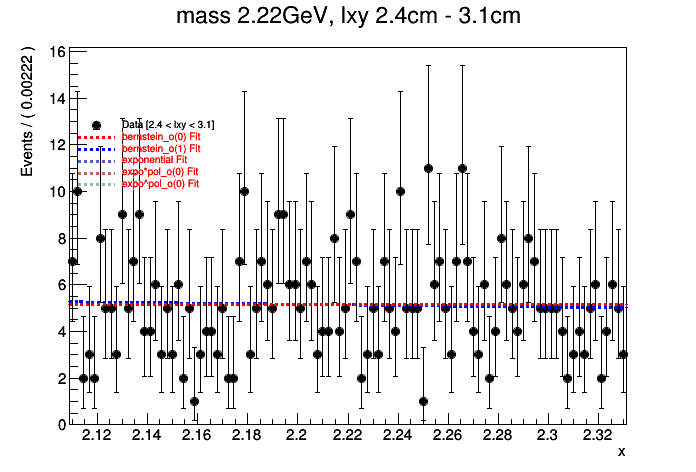 mass 2.22GeV, lxy 2.4cm - 3.1cm
Events / ( 0.00222 )
16
14
12
10
8
6
4
2
0
Data [2.4 < lxy < 3.1]
bernstein_o(0) Fit
bernstein_o(1) Fit
exponential Fit
expo*pol_o(0) Fit
expo^pol_o(0) Fit
2.12 2.14 2.16 2.18 2.2 2.22 2.24 2.26 2.28 2.3 2.32
x